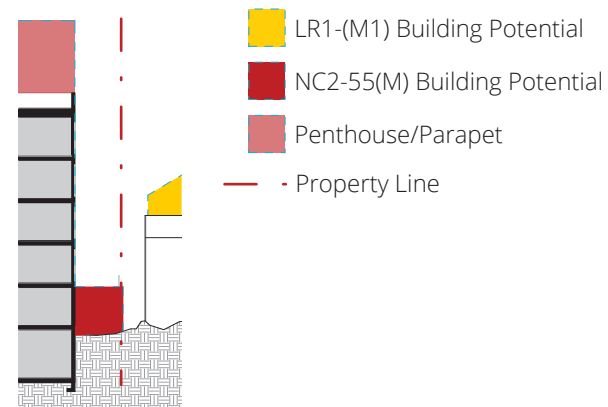 LR1-(M1) Building Potential
NC2-55(M) Building Potential
Penthouse/Parapet
Property Line